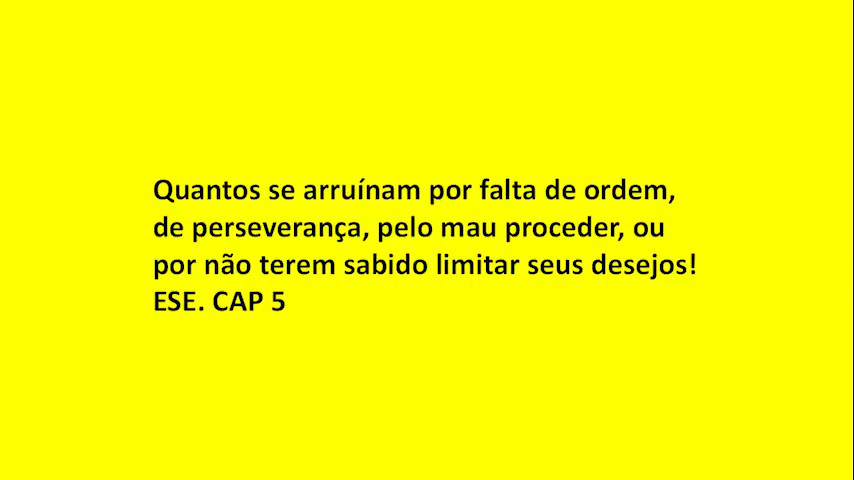 Quantos se arruínam por falta de ordem,
de perseverança, pelo mau proceder, ou
por não terem sabido limitar seus desejos!
ESE. CAP 5